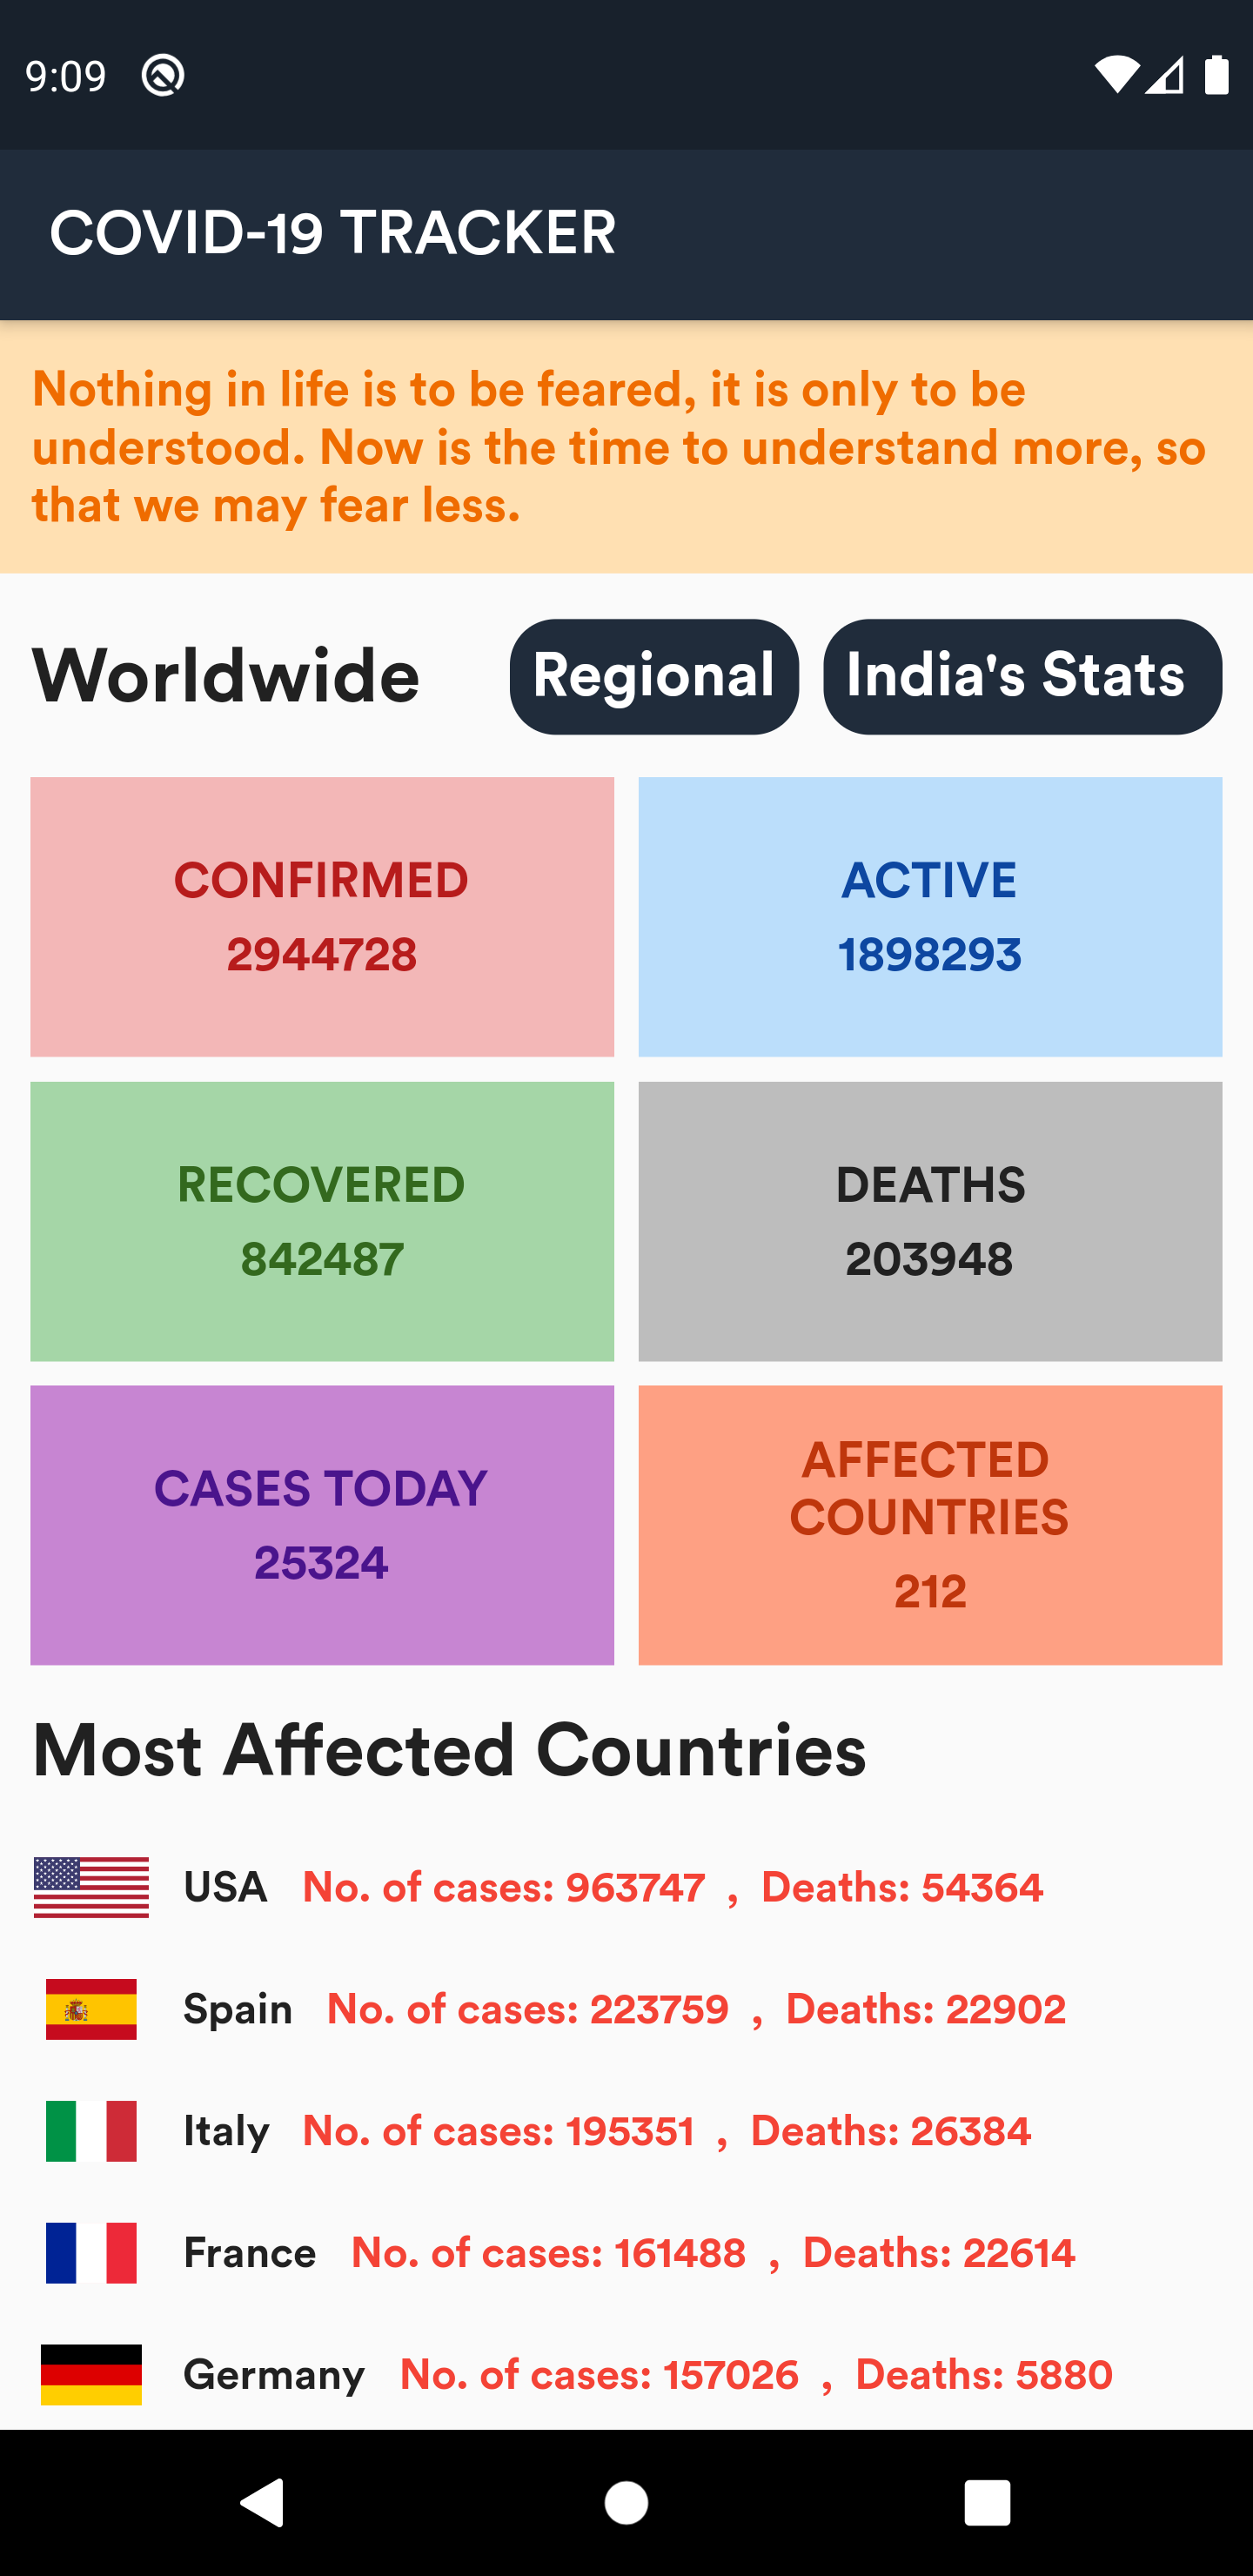 9:09
COVID-19 TRACKER
Nothing in life is to be feared, it is only to be
understood. Now is the time to understand more, so
that we may fear less.
Worldwide
Regional
India's Stats
CONFIRMED
2944728
ACTIVE
1898293
RECOVERED
842487
DEATHS
203948
CASES TODAY
25324
AFFECTED
COUNTRIES
212
Most Affected Countries
USA No. of cases: 963747 , Deaths: 54364
Spain No. of cases: 223759 , Deaths: 22902
Italy No. of cases: 195351 , Deaths: 26384
France No. of cases: 161488 , Deaths: 22614
Germany No. of cases: 157026 , Deaths: 5880